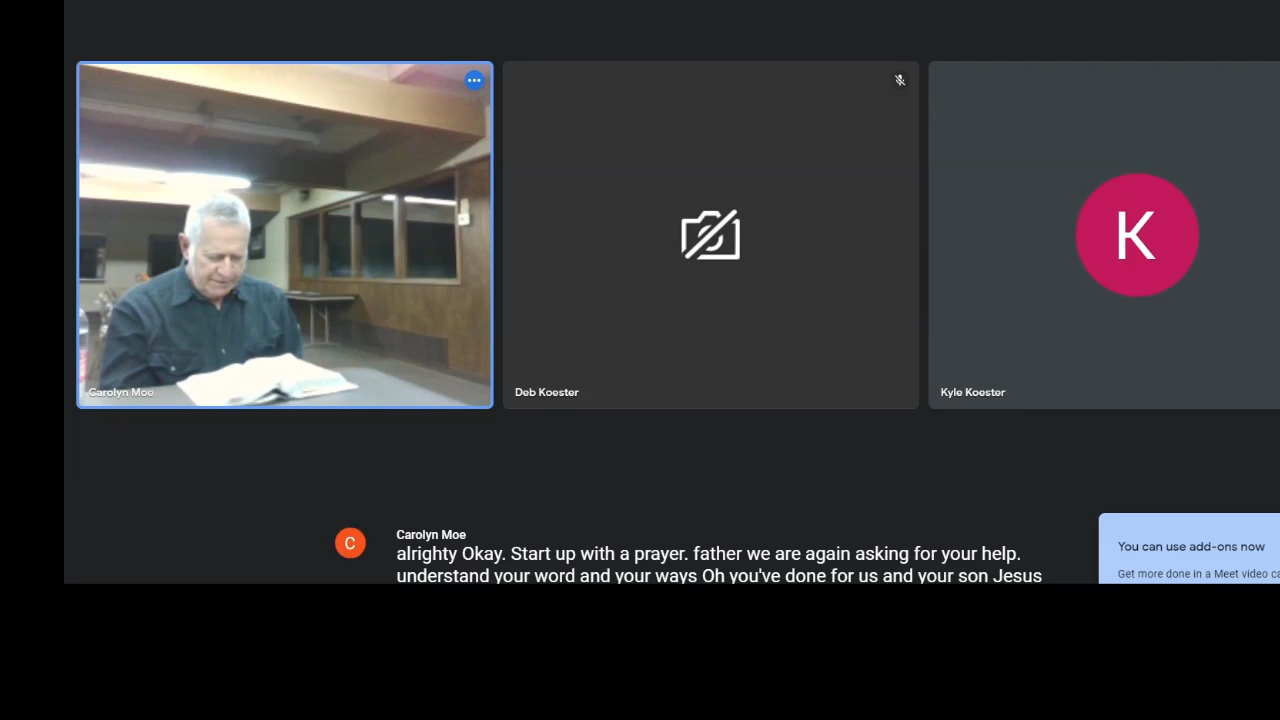 K
Carolyn Moe
Deb Koester
Kyle Koester
C
Carolyn Moe
alrighty Okay. Start up with a prayer. father we are again asking for your help.
understand your word and your ways Oh you've done for us and your son Jesus
You can use add-ons now
Get more done in a Meet video ca